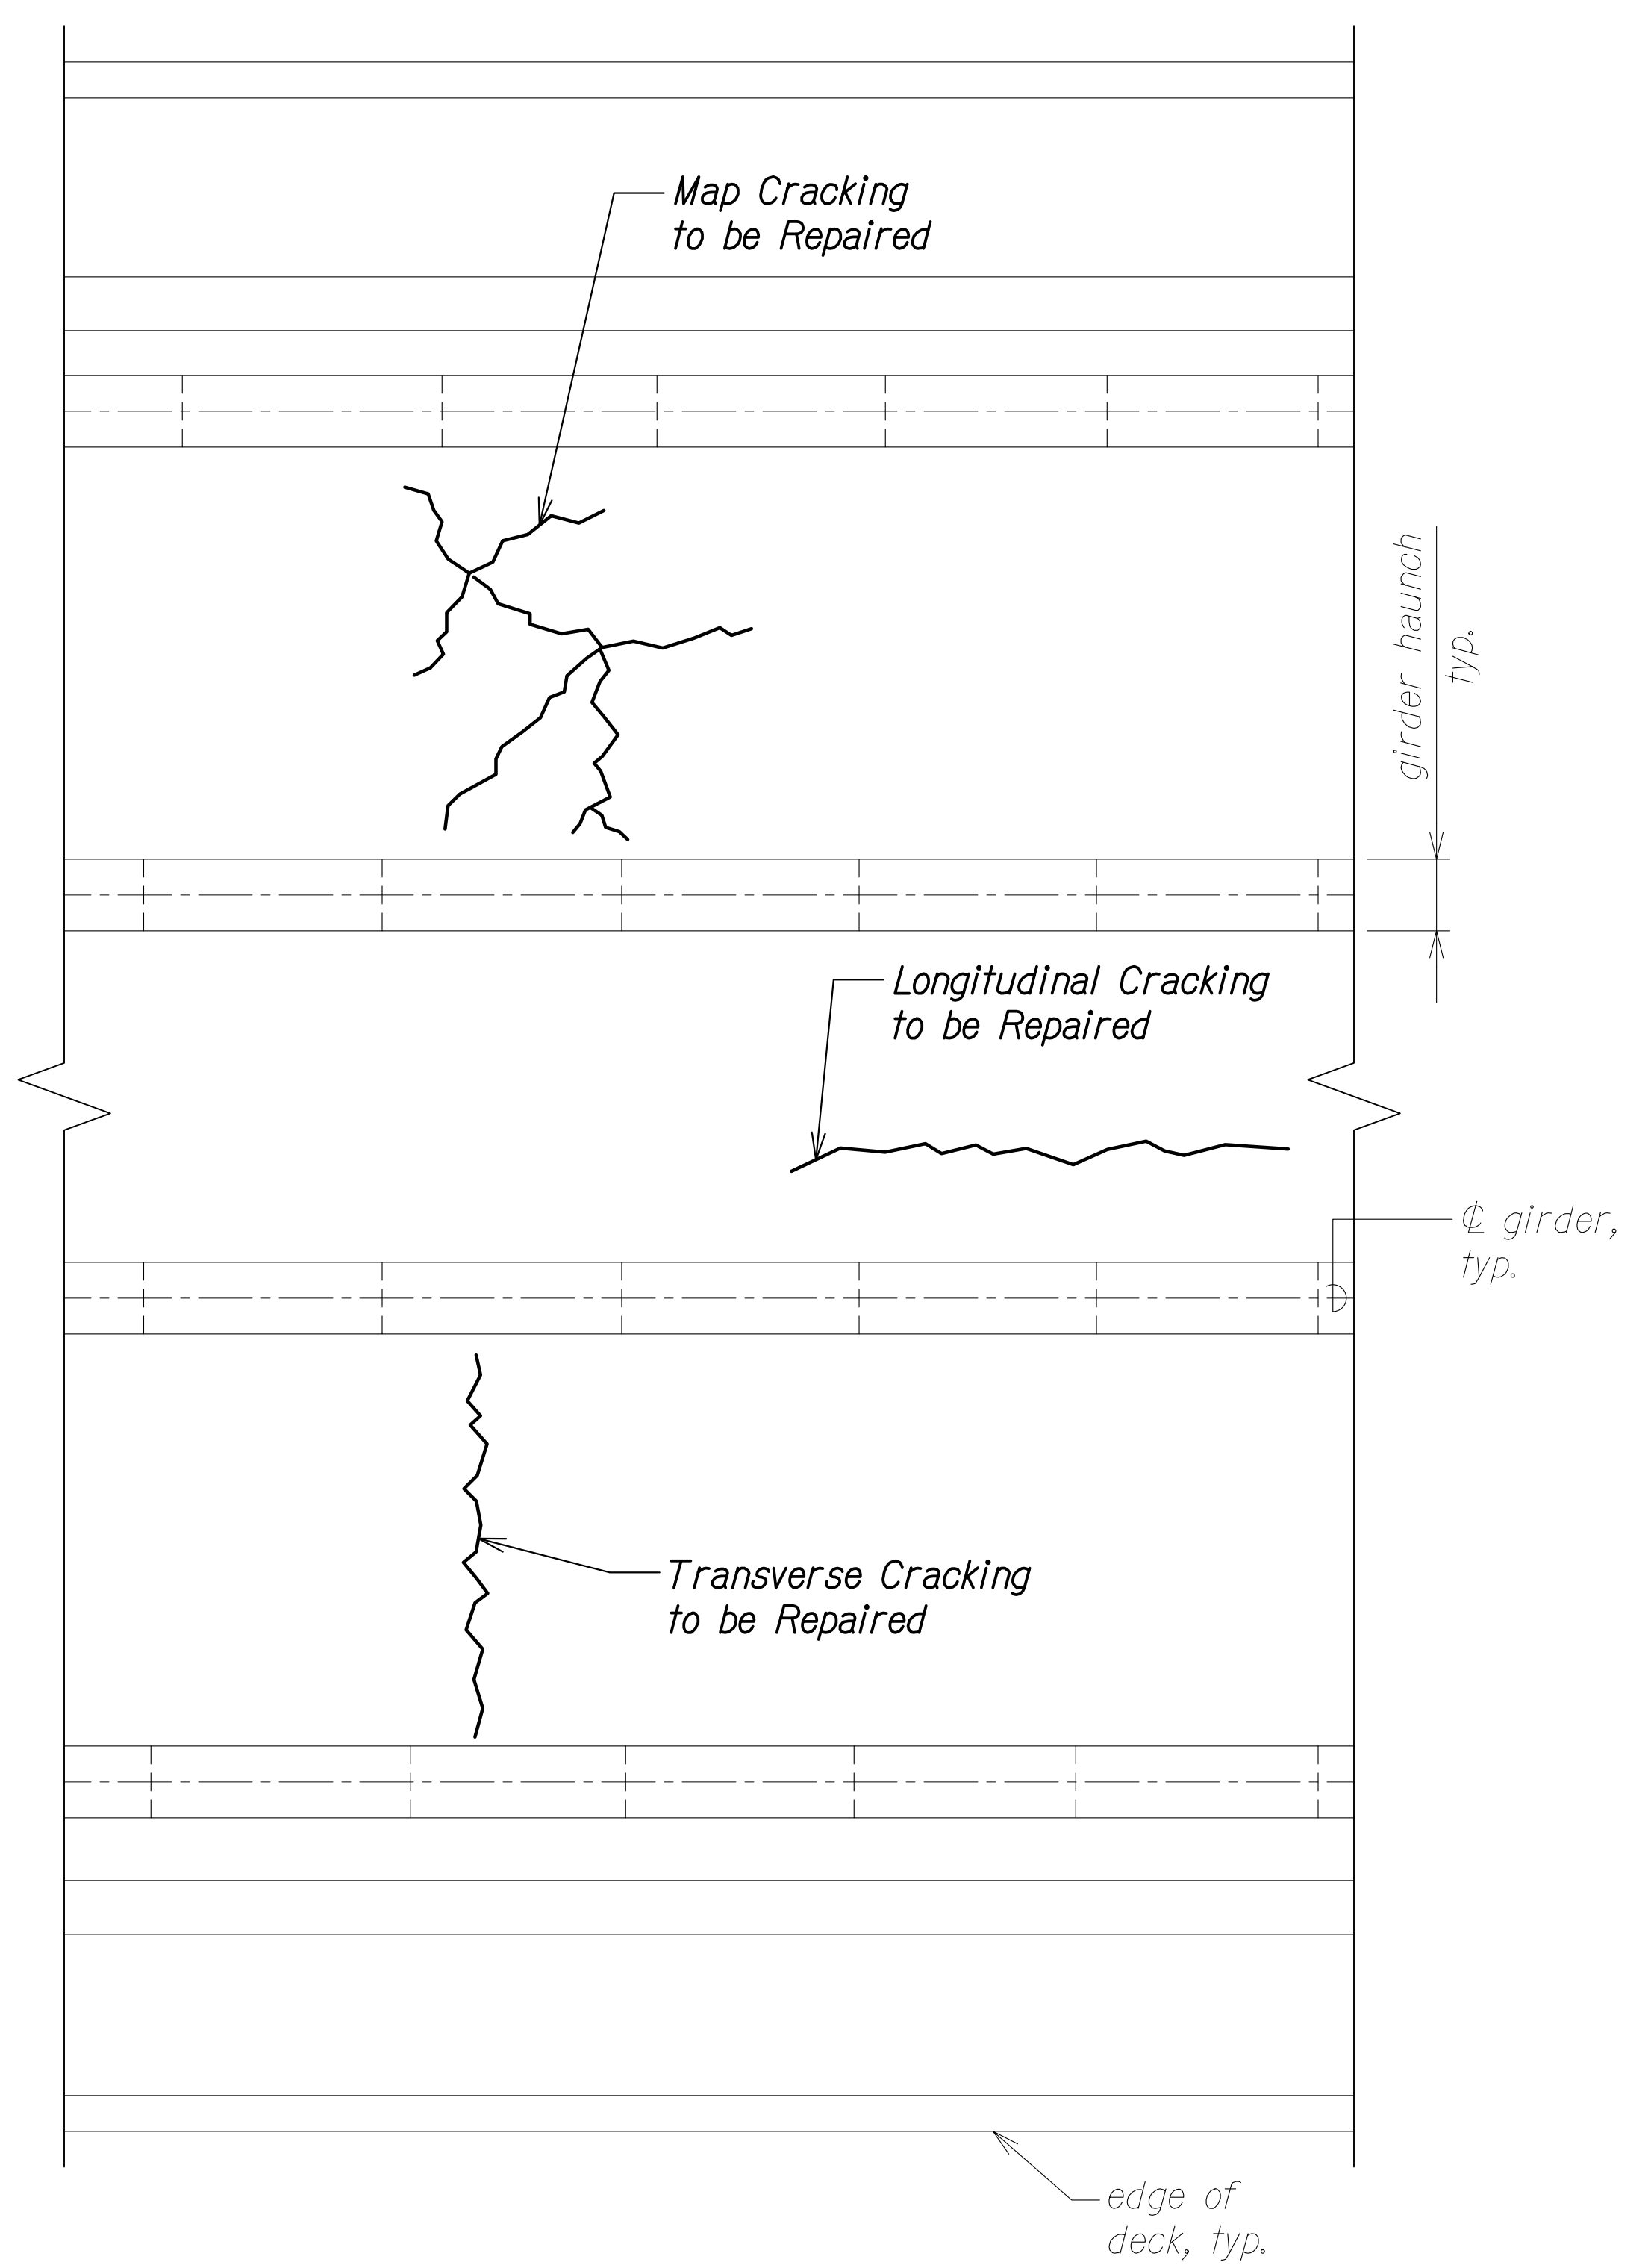 Map Cracking
to be Repaired
girder haunch
typ.
Longitudinal Cracking
to be Repaired
℄ girder,
typ.
Transverse Cracking
to be Repaired
edge of
deck, typ.